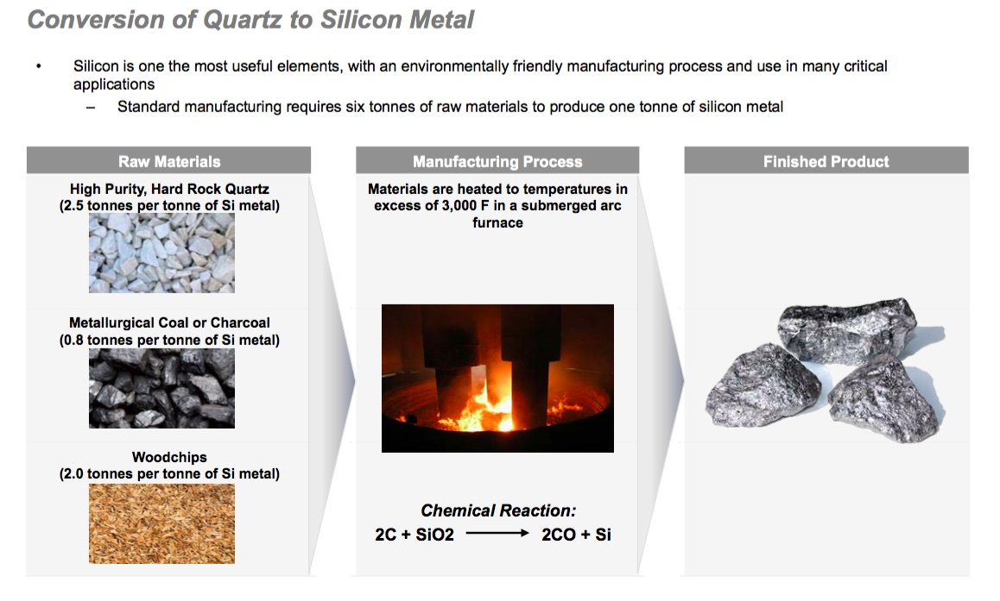 Conversion of Quartz to Silicon Metal
• Silicon is one the most useful elements, with an environmentally friendly manufacturing process and use in many critical
applications
– Standard manufacturing requires six tonnes of raw materials to produce one tonne of silicon metal
Raw Materials
High Purity, Hard Rock Quartz
(2.5 tonnes per tonne of Si metal)
Metallurgical Coal or Charcoal
(0.8 tonnes per tonne of Si metal)
Woodchips
(2.0 tonnes per tonne of Si metal)
Manufacturing Process
Materials are heated to temperatures in
excess of 3,000 F in a submerged arc
furnace
Chemical Reaction:
2C + SiO2 ⟶ 2CO + Si
Finished Product